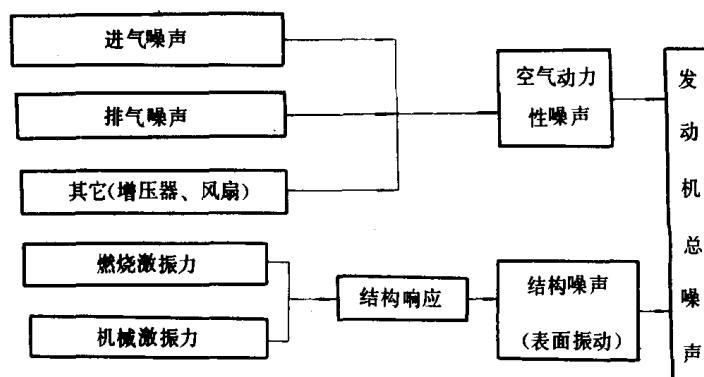 进气噪声
排气噪声
其它(增压器、风扇)
燃烧激振力
机械激振力
结构响应
空气动力
性噪声
结构噪声
(表面振动)
发
动
机
总
噪
声